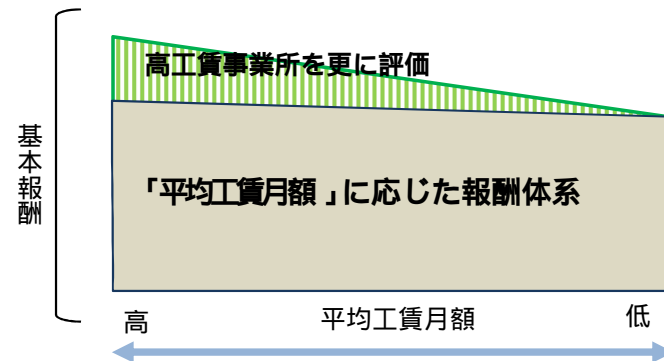 高工賃事業所を更に評価
基本報酬
「平均工賃月額」に応じた報酬体系
高
平均工賃月額
低